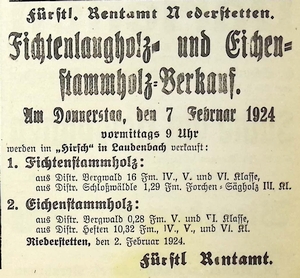 Fürstl. Rentamt Niederstetten.
Fichtenlangholz- und Eichen-
stammholz-Verkauf.
Am Donnerstag, den 7 Februar 1924
vormittags 9 Uhr
werden im „Hirsch" in Laudenbach verkauft:
1. Fichtenstammholz:
aus Distr. Bergwald 16 Fm. IV., V. und VI. Klasse,
aus Distr. Schloßwäldle 1,29 Fm. Forchen-Sägholz III. Kl.
2. Eichenstammholz:
aus Distr. Bergwald 0,28 Fm. V. und VI. Klasse,
aus Distr. Heften 10,32 Fm., IV., V., und VI. Kl.
Niederstetten, den 2. Februar 1924.
Fürstl Rentamt.